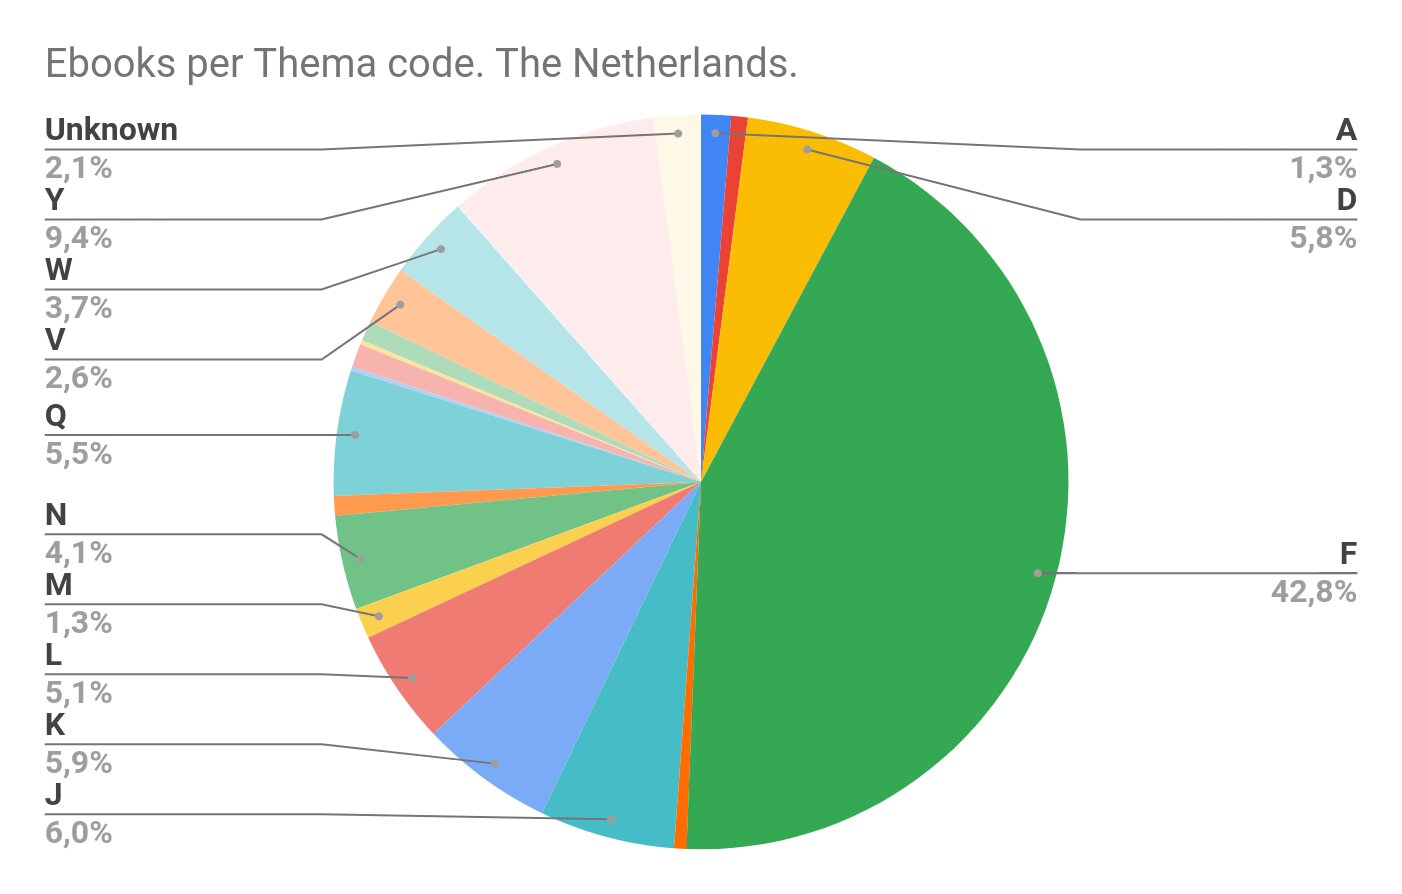 Ebooks per Thema code. The Netherlands.
Unknown
2,1%
Y
9,4%
W
3,7%
V
2,6%
Q
5,5%
N
4,1%
M
1,3%
L
5,1%
K
5,9%
J
6,0%
A
1,3%
D
5,8%
F
42,8%